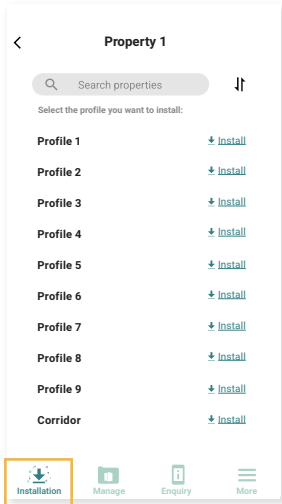 Property 1
Search properties
Select the profile you want to install:
Profile 1 Install
Profile 2 Install
Profile 3 Install
Profile 4 Install
Profile 5 Install
Profile 6 Install
Profile 7 Install
Profile 8 Install
Profile 9 Install
Corridor Install
Installation Manage Enquiry More